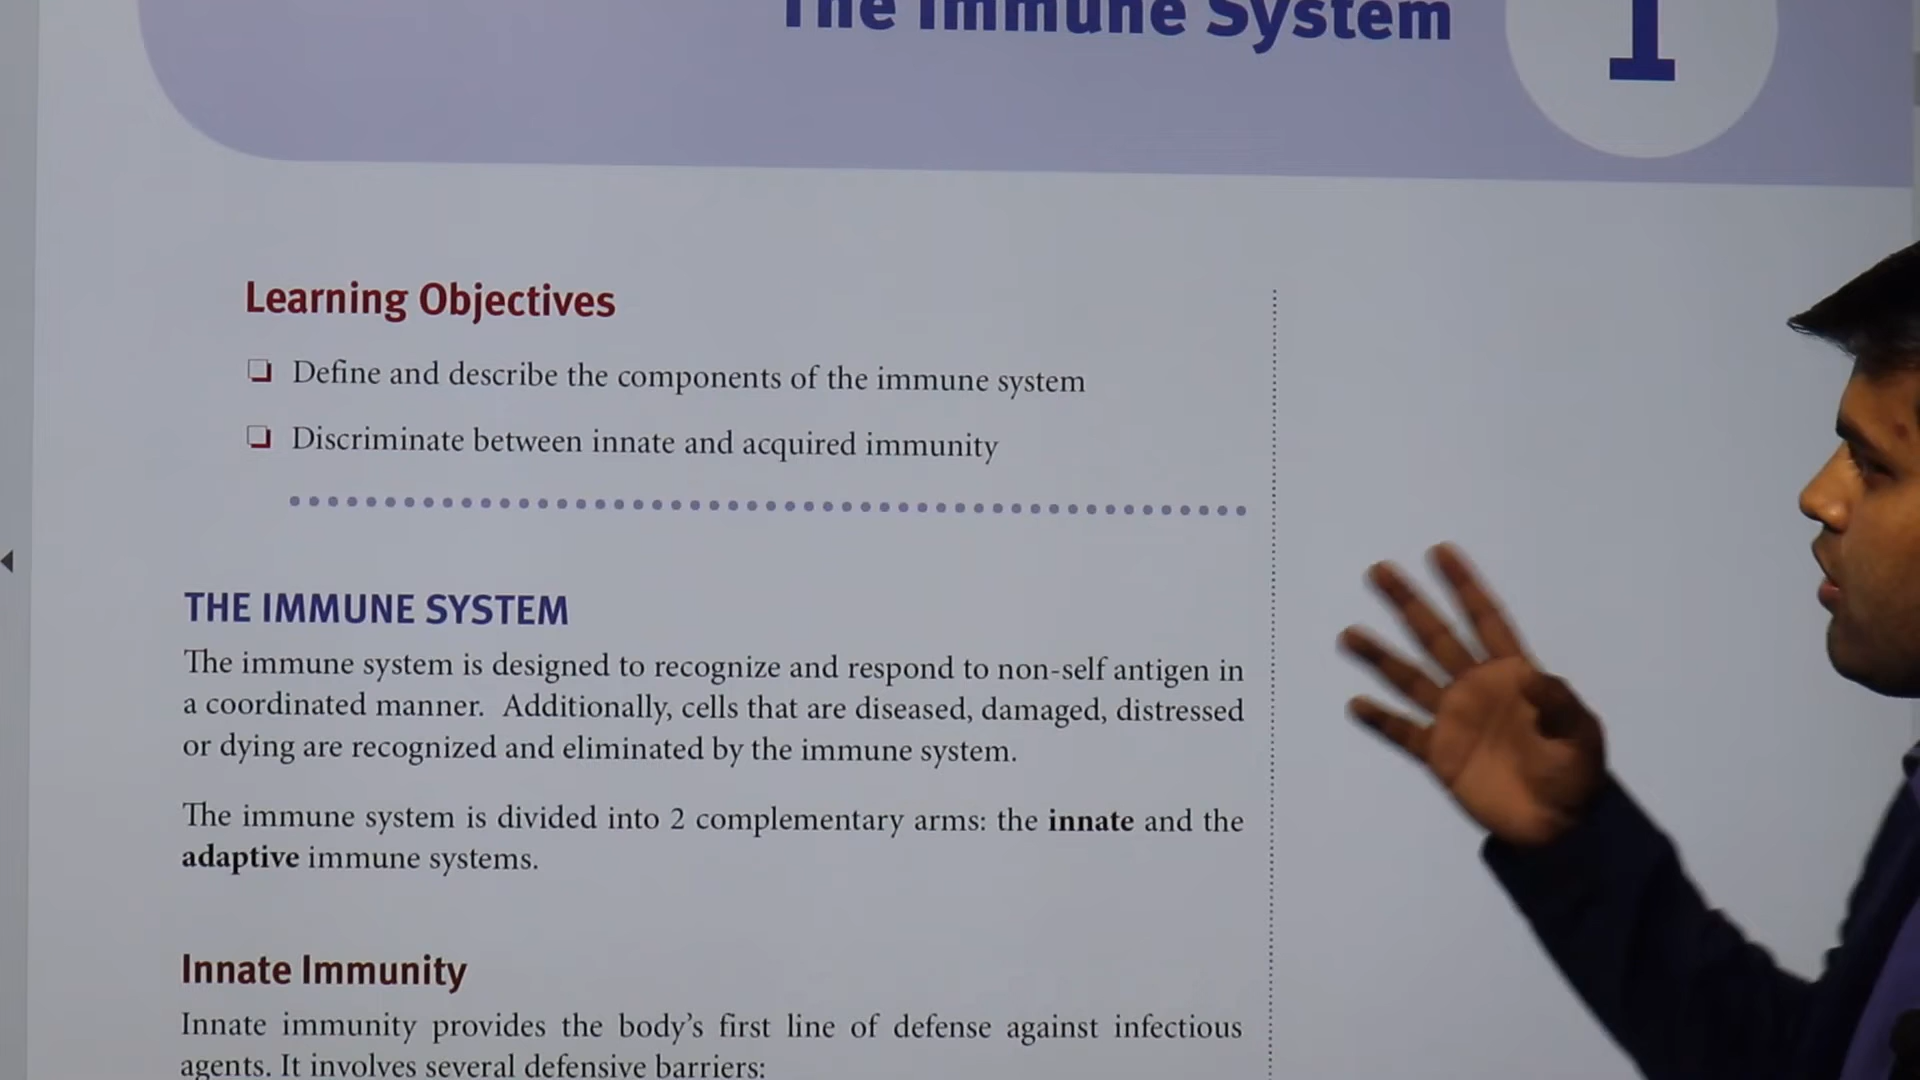 The Immune System
1
Learning Objectives
❏ Define and describe the components of the immune system
❏ Discriminate between innate and acquired immunity
THE IMMUNE SYSTEM
The immune system is designed to recognize and respond to non-self antigen in
a coordinated manner. Additionally, cells that are diseased, damaged, distressed
or dying are recognized and eliminated by the immune system.
The immune system is divided into 2 complementary arms: the innate and the
adaptive immune systems.
Innate Immunity
Innate immunity provides the body’s first line of defense against infectious
agents. It involves several defensive barriers: